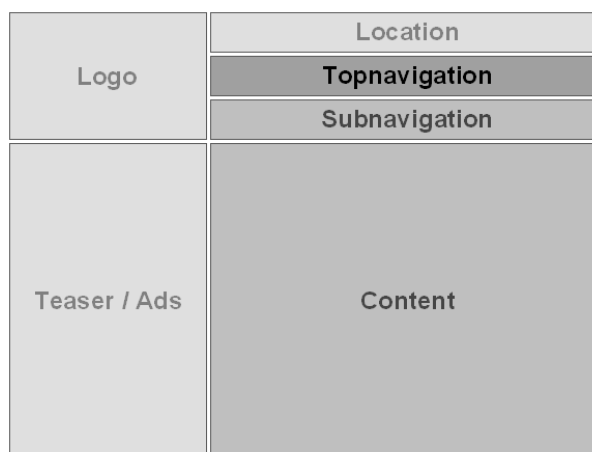 Location
Logo
Topnavigation
Subnavigation
Teaser / Ads
Content